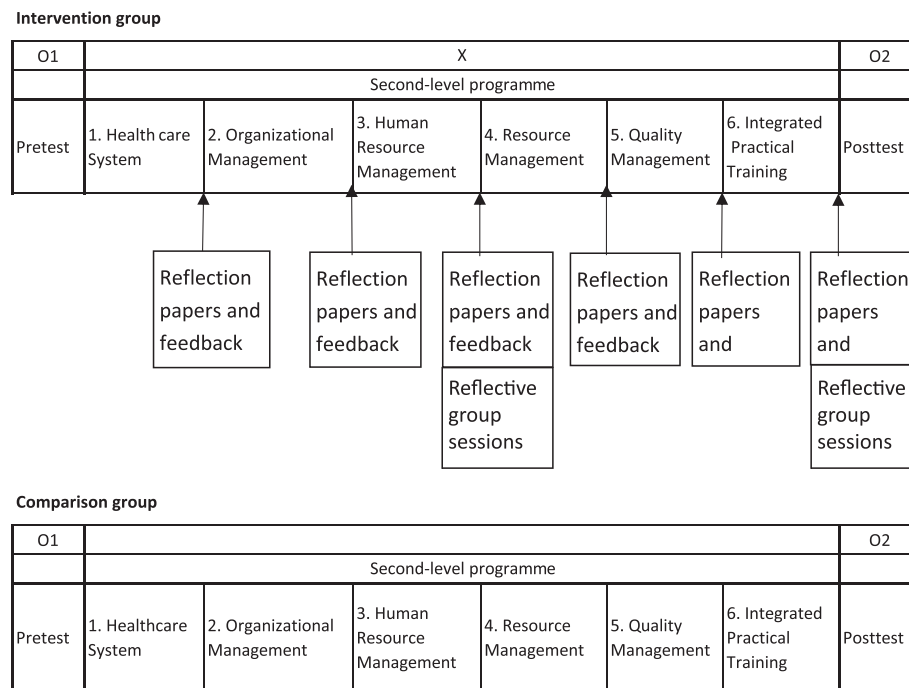 Intervention group
O1 X O2
Second-level programme
Pretest
1. Health care
System
2. Organizational
Management
3. Human
Resource
Management
4. Resource
Management
5. Quality
Management
6. Integrated
Practical
Training
Posttest
Reflection
papers and
feedback
Reflection
papers and
feedback
Reflection
papers and
feedback
Reflective
group
sessions
Reflection
papers and
feedback
Reflection
papers
and
Reflection
papers
and
Reflective
group
sessions
Comparison group
O1 O2
Second-level programme
Pretest
1. Healthcare
System
2. Organizational
Management
3. Human
Resource
Management
4. Resource
Management
5. Quality
Management
6. Integrated
Practical
Training
Posttest